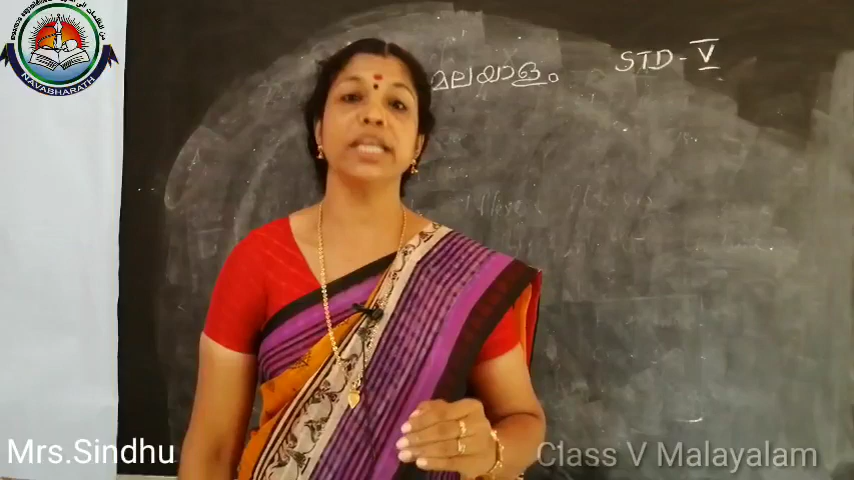 മലയാളം
STD - V
NAVABHARATH
Mrs.Sindhu
Class V Malayalam